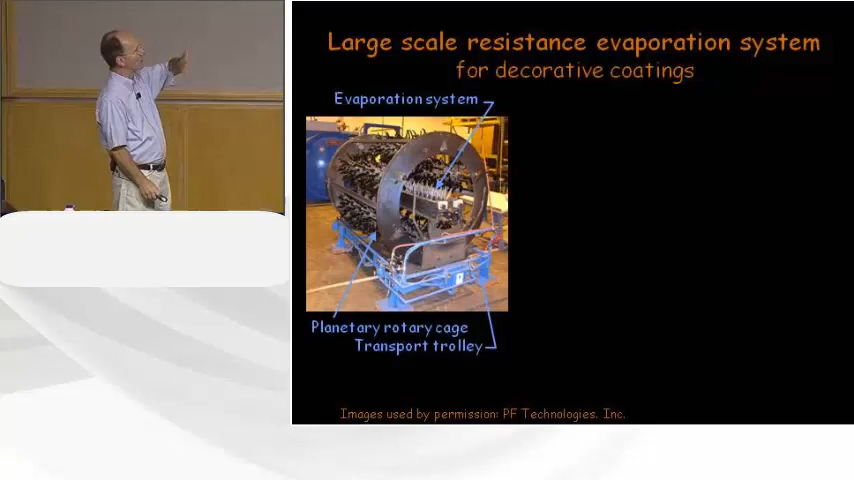 Large scale resistance evaporation system
for decorative coatings
Evaporation system
Planetary rotary cage
Transport trolley
Images used by permission: PF Technologies. Inc.